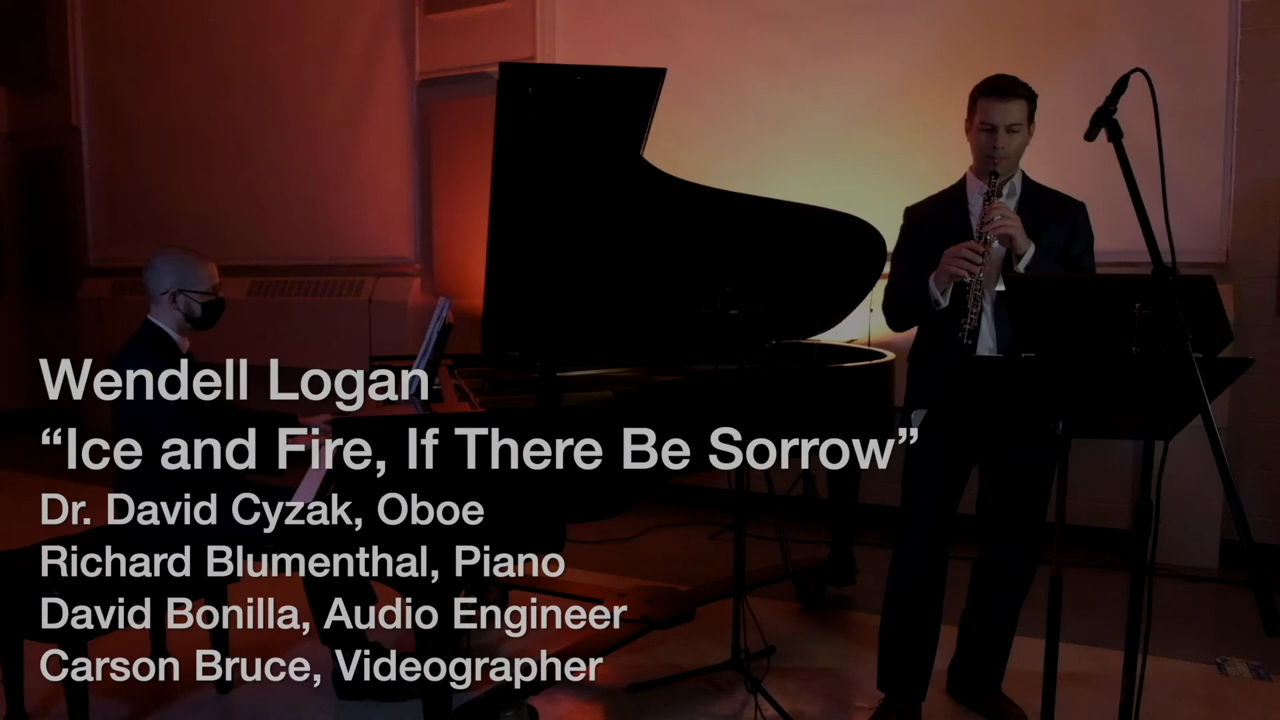 Wendell Logan
“Ice and Fire, If There Be Sorrow”
Dr. David Cyzak, Oboe
Richard Blumenthal, Piano
David Bonilla, Audio Engineer
Carson Bruce, Videographer